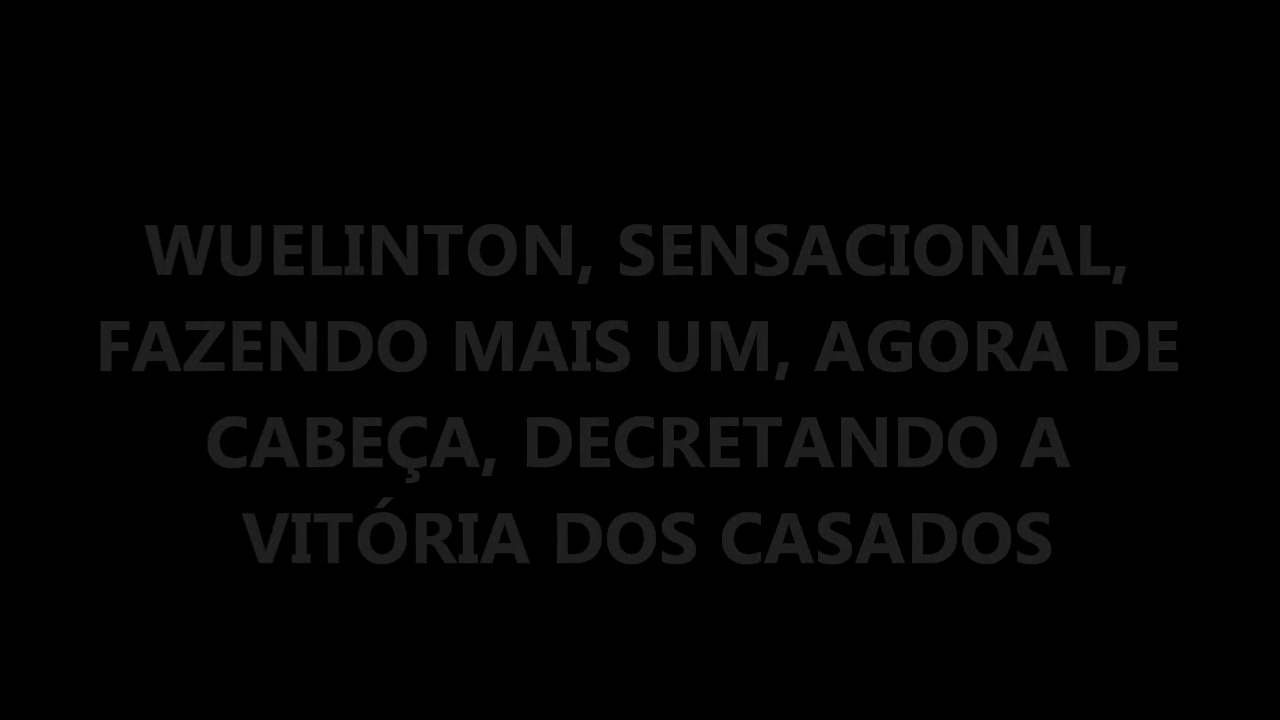 WUELINTON, SENSACIONAL,
FAZENDO MAIS UM, AGORA DE
CABEÇA, DECRETANDO A
VITÓRIA DOS CASADOS